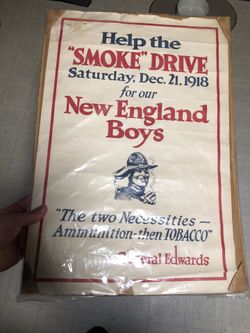 Help the
"SMOKE" DRIVE
Saturday, Dec. 21, 1918
for our
New England
Boys
"The two Necessities —
Ammunition-then TOBACCO"
General Edwards